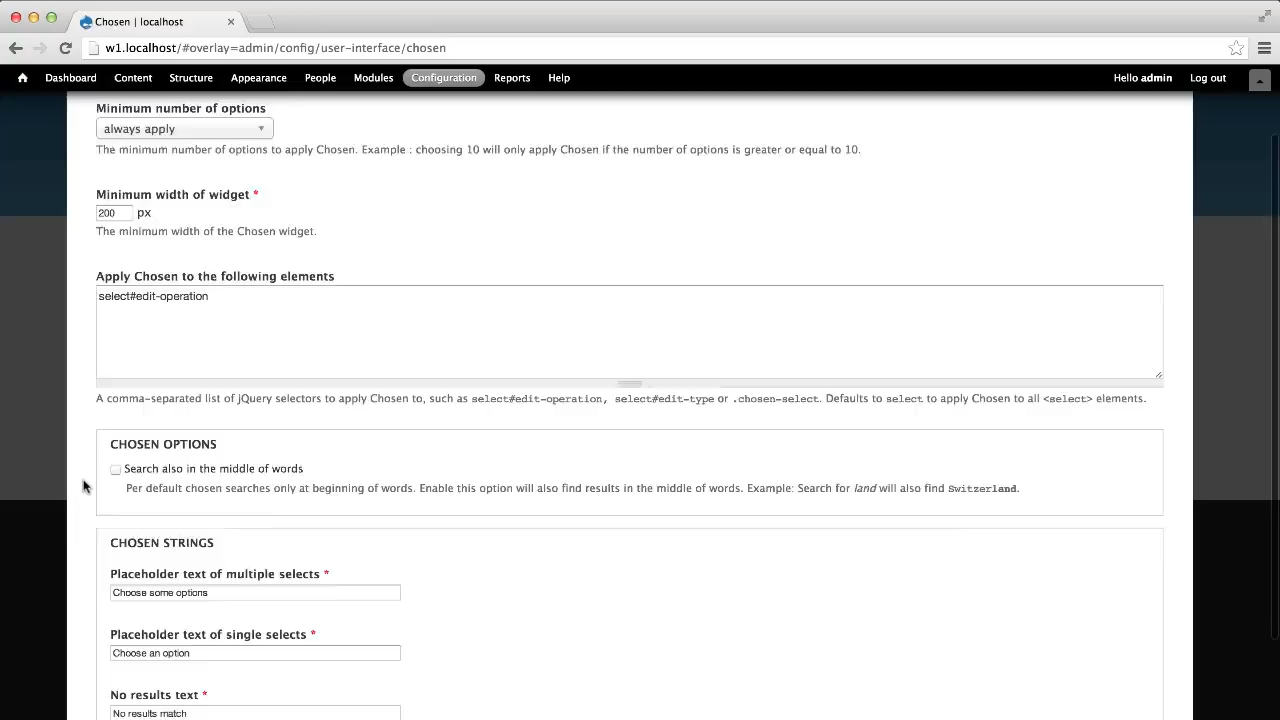 Chosen | localhost
w1.localhost/#overlay=admin/config/user-interface/chosen
Dashboard Content Structure Appearance People Modules Configuration Reports Help Hello admin Log out
Minimum number of options
always apply
The minimum number of options to apply Chosen. Example : choosing 10 will only apply Chosen if the number of options is greater or equal to 10.
Minimum width of widget *
200 px
The minimum width of the Chosen widget.
Apply Chosen to the following elements
select#edit-operation
A comma-separated list of jQuery selectors to apply Chosen to, such as select#edit-operation, select#edit-type or .chosen-select. Defaults to select to apply Chosen to all <select> elements.
CHOSEN OPTIONS
Search also in the middle of words
Per default chosen searches only at beginning of words. Enable this option will also find results in the middle of words. Example: Search for land will also find Switzerland.
CHOSEN STRINGS
Placeholder text of multiple selects *
Choose some options
Placeholder text of single selects *
Choose an option
No results text *
No results match